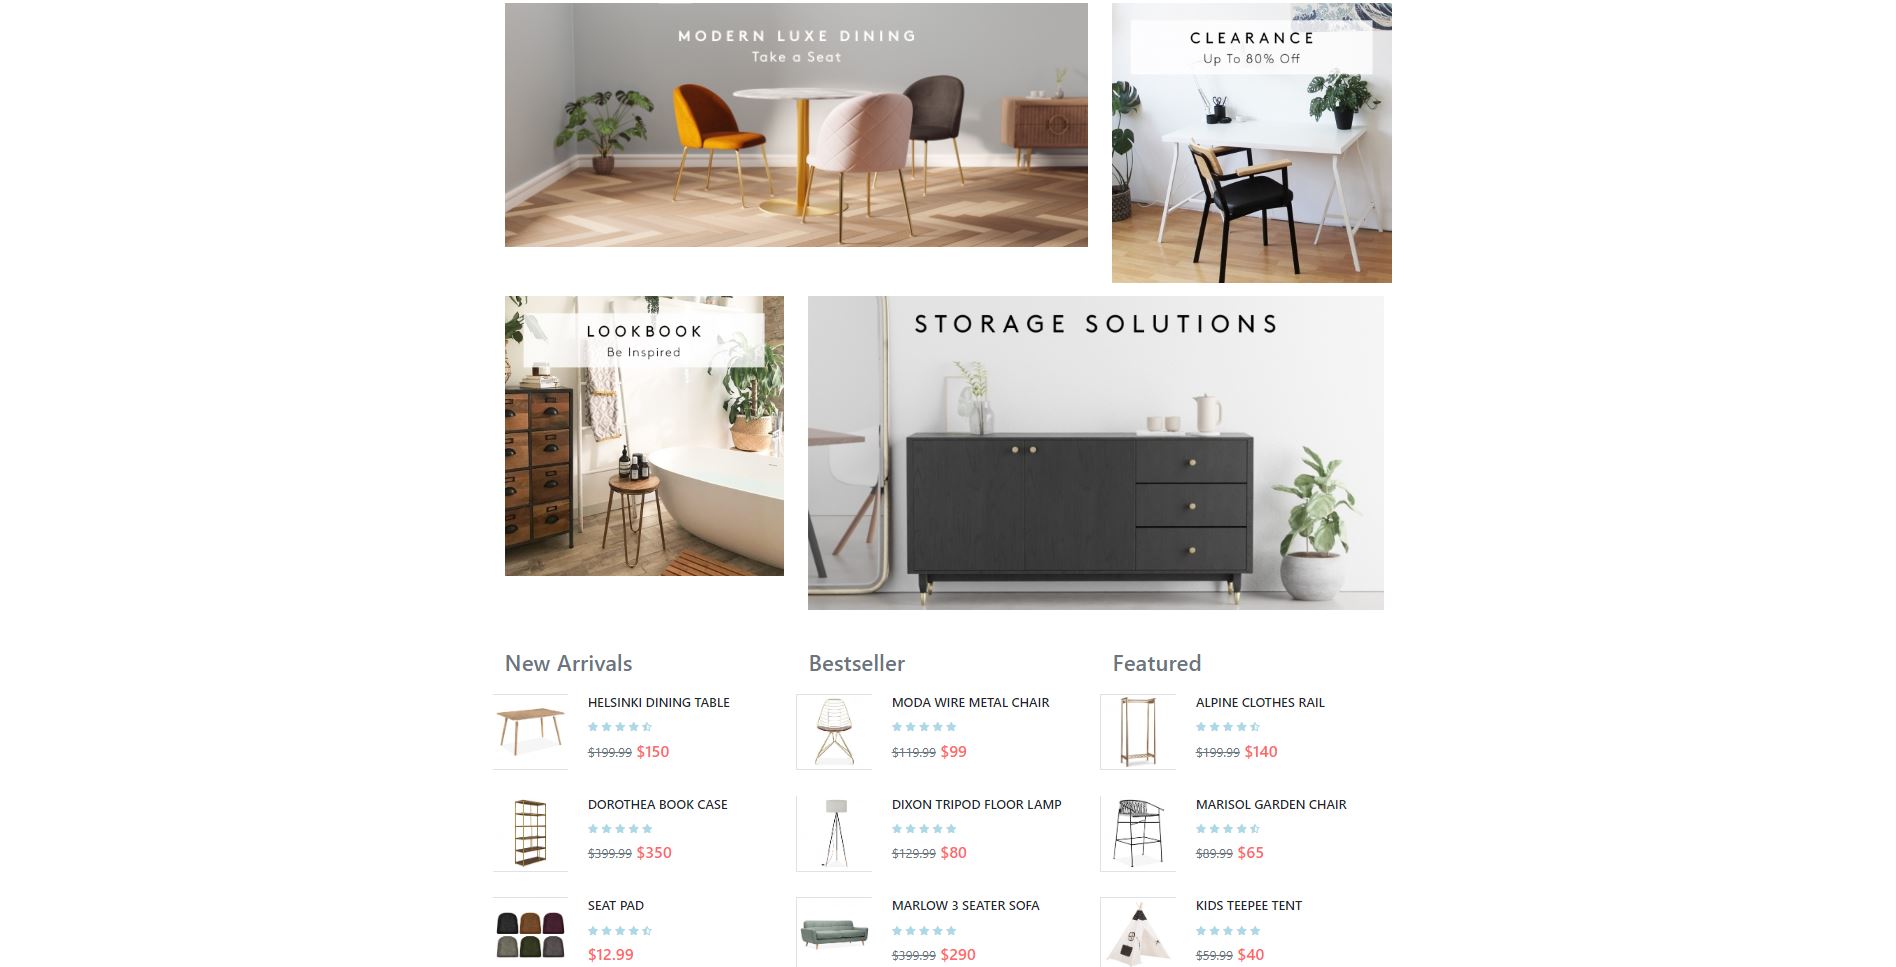 MODERN LUXE DINING
Take a Seat
CLEARANCE
Up To 80% Off
LOOKBOOK
Be Inspired
STORAGE SOLUTIONS
New Arrivals
HELSINKI DINING TABLE
$199.99 $150
DOROTHEA BOOK CASE
$399.99 $350
SEAT PAD
$12.99
Bestseller
MODA WIRE METAL CHAIR
$119.99 $99
DIXON TRIPOD FLOOR LAMP
$129.99 $80
MARLOW 3 SEATER SOFA
$399.99 $290
Featured
ALPINE CLOTHES RAIL
$199.99 $140
MARISOL GARDEN CHAIR
$89.99 $65
KIDS TEEPEE TENT
$59.99 $40